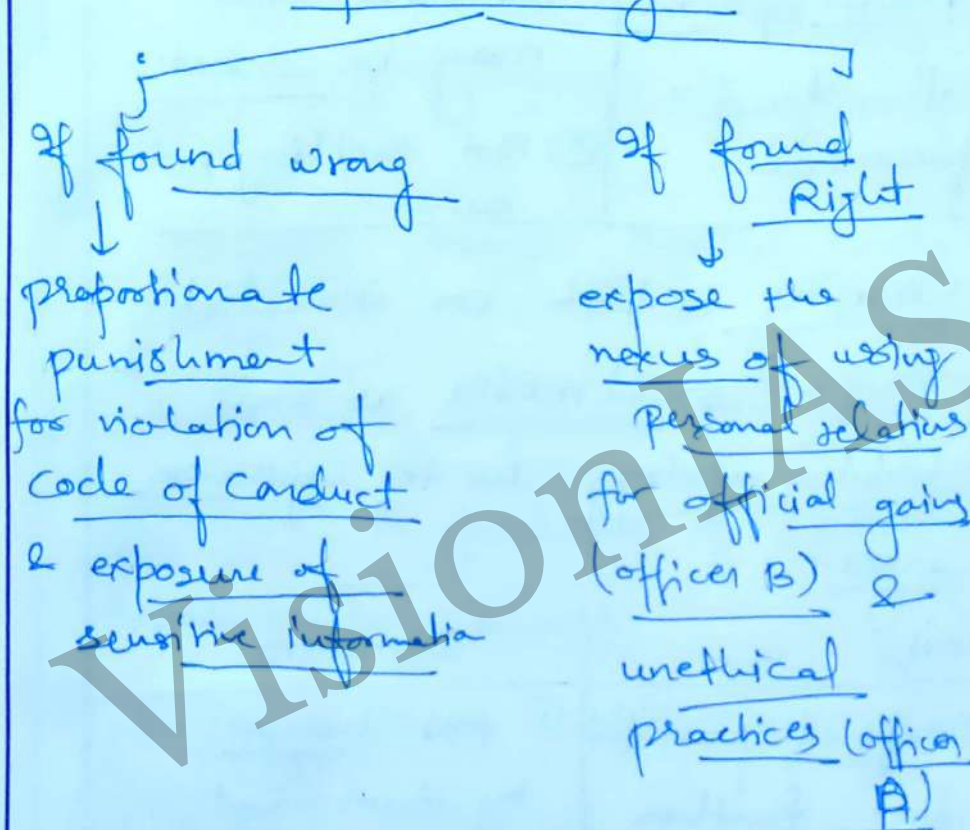 If found wrong
↓
proportionate
punishment
for violation of
Code of Conduct
& exposure of
sensitive informatia
If found
Right
↓
expose the
nexus of using
personal relations
for official gains
(officer B) &
unethical
practices (officer
A)
VisionIAS